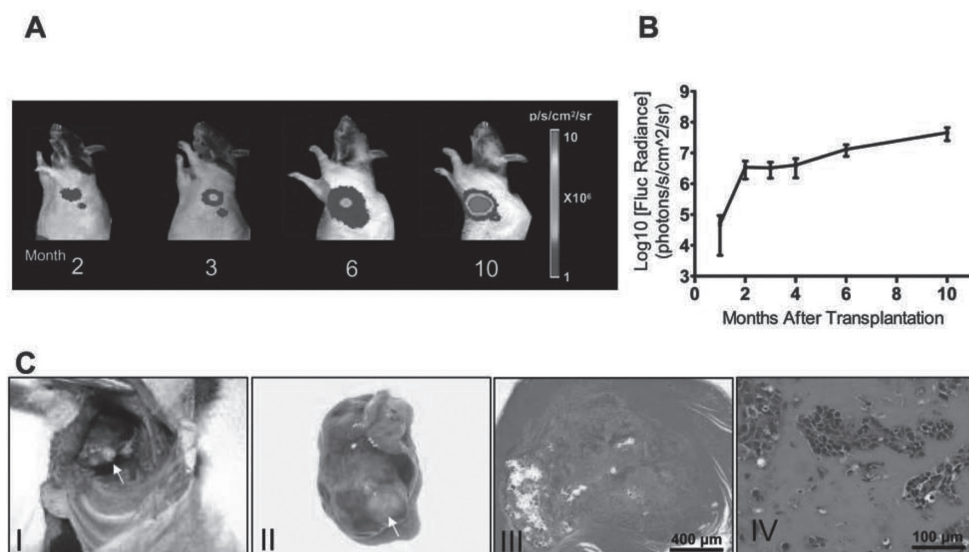 A
p/s/cm²/sr
10
X10⁶
1
Month
2
3
6
10
B
Log10 [Fluc Radiance]
(photons/s/cm^2/sr)
9
8
7
6
5
4
3
0
2
4
6
8
10
Months After Transplantation
C
I
II
III
400 µm
IV
100 µm